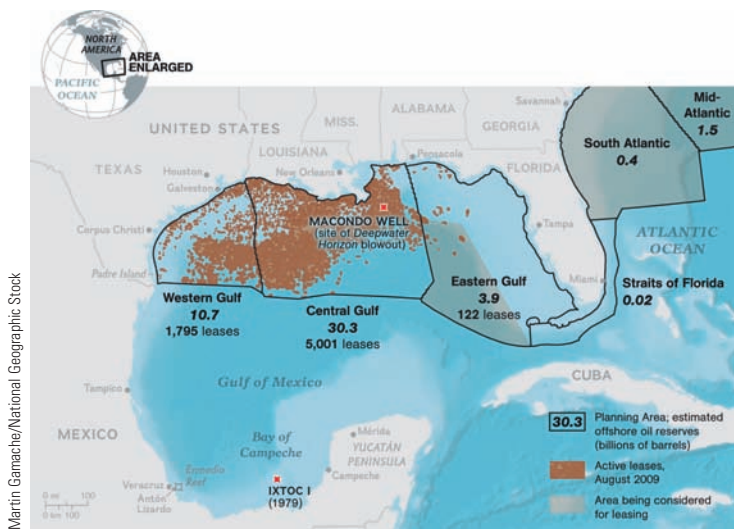 NORTH
AMERICA
AREA
ENLARGED
PACIFIC
OCEAN
UNITED STATES
MISS.
ALABAMA
GEORGIA
Savannah
Mid-
Atlantic
1.5
South Atlantic
0.4
TEXAS
Houston
Galveston
LOUISIANA
New Orleans
Pensacola
FLORIDA
Corpus Christi
MACONDO WELL
(site of Deepwater
Horizon blowout)
Tampa
ATLANTIC
OCEAN
Padre Island
Miami
Western Gulf
10.7
1,795 leases
Central Gulf
30.3
5,001 leases
Eastern Gulf
3.9
122 leases
Straits of Florida
0.02
Gulf of Mexico
CUBA
Tampico
MEXICO
Bay of
Campeche
Mérida
YUCATÁN
PENINSULA
Campeche
Veracruz
Antón
Lizardo
Enmedio
Reef
IXTOC I
(1979)
0 mi 100
0 km 100
30.3
Planning Area; estimated
offshore oil reserves
(billions of barrels)
Active leases,
August 2009
Area being considered
for leasing
Martin Gamache/National Geographic Stock